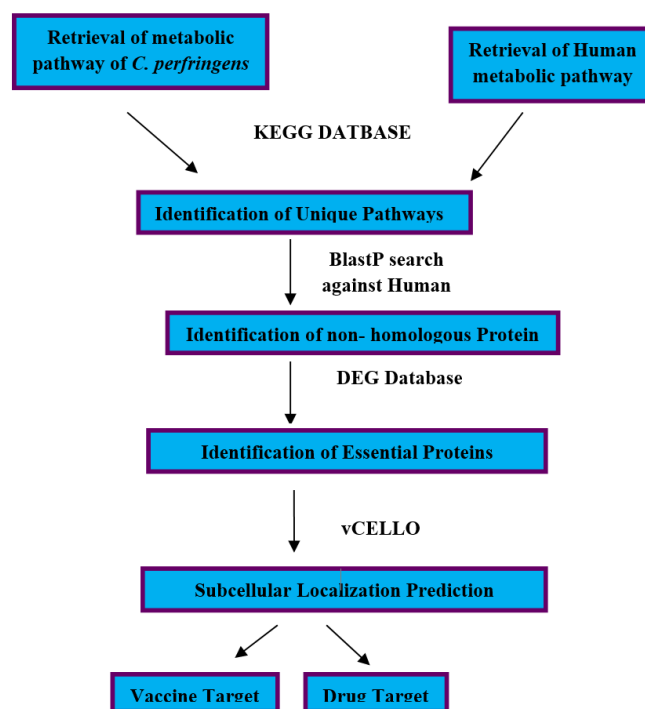 Retrieval of metabolic
pathway of C. perfringens
Retrieval of Human
metabolic pathway
KEGG DATBASE
Identification of Unique Pathways
BlastP search
against Human
Identification of non- homologous Protein
DEG Database
Identification of Essential Proteins
vCELLO
Subcellular Localization Prediction
Vaccine Target
Drug Target